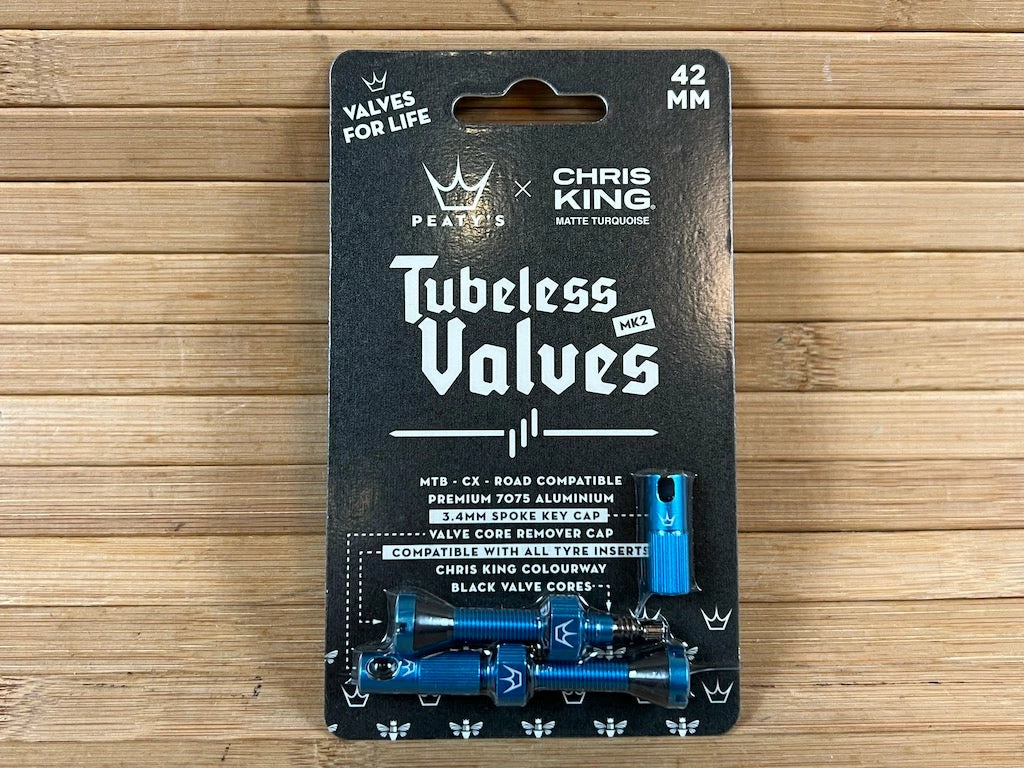 VALVES
FOR LIFE
42
MM
PEATY'S
×
CHRIS
KING®
MATTE TURQUOISE
Tubeless
MK2
Valves
MTB - CX - ROAD COMPATIBLE
PREMIUM 7075 ALUMINIUM
3.4MM SPOKE KEY CAP
VALVE CORE REMOVER CAP
COMPATIBLE WITH ALL TYRE INSERTS
CHRIS KING COLOURWAY
BLACK VALVE CORES